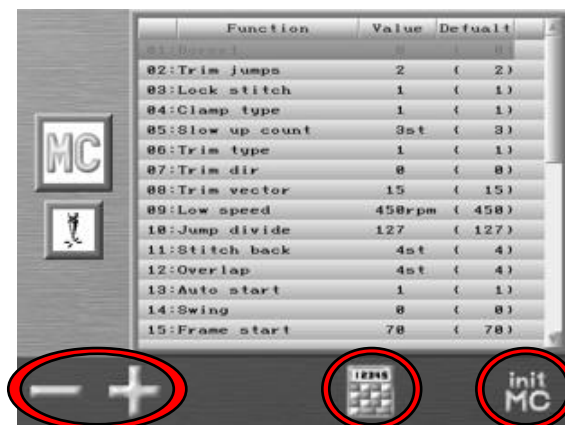 Function Value Defualt
02:Trim jumps 2 ( 2)
03:Lock stitch 1 ( 1)
04:Clamp type 1 ( 1)
05:Slow up count 3st ( 3)
06:Trim type 1 ( 1)
07:Trim dir 0 ( 0)
08:Trim vector 15 ( 15)
09:Low speed 450rpm ( 450)
10:Jump divide 127 ( 127)
11:Stitch back 4st ( 4)
12:Overlap 4st ( 4)
13:Auto start 1 ( 1)
14:Swing 0 ( 0)
15:Frame start 70 ( 70)
MC
12345
init
MC